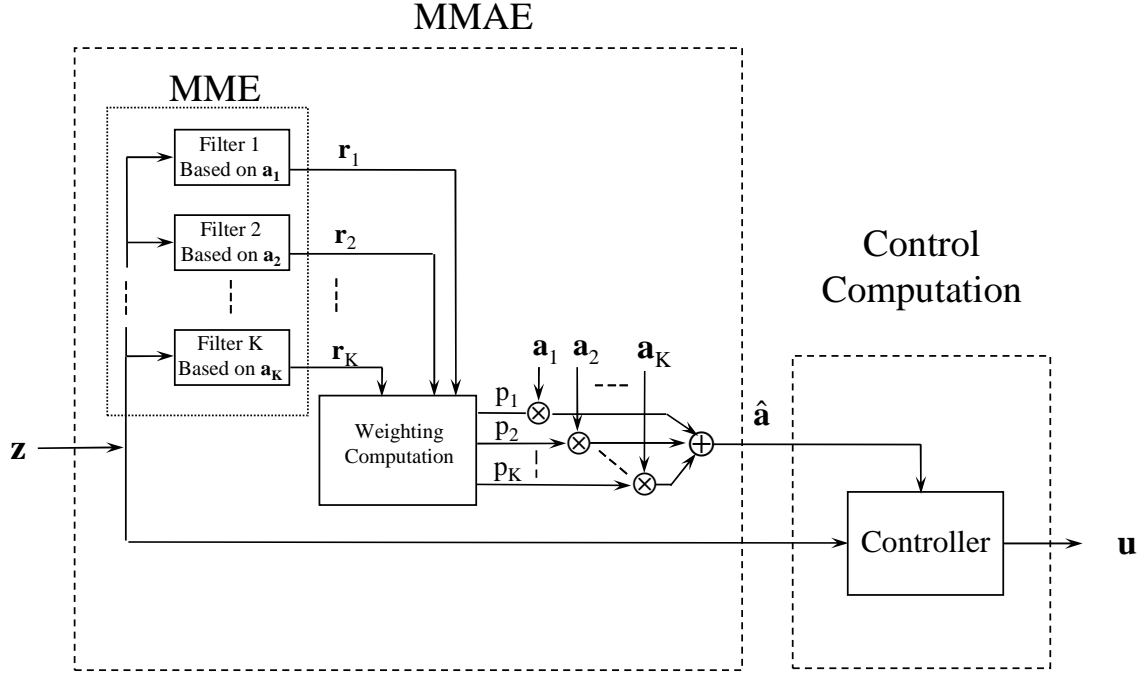 MMAE
MME
Filter 1
Based on a1
r1
Filter 2
Based on a2
r2
Control
Computation
Filter K
Based on aK
rK
a1
a2
aK
Weighting
Computation
p1
p2
pK
â
z
Controller
u